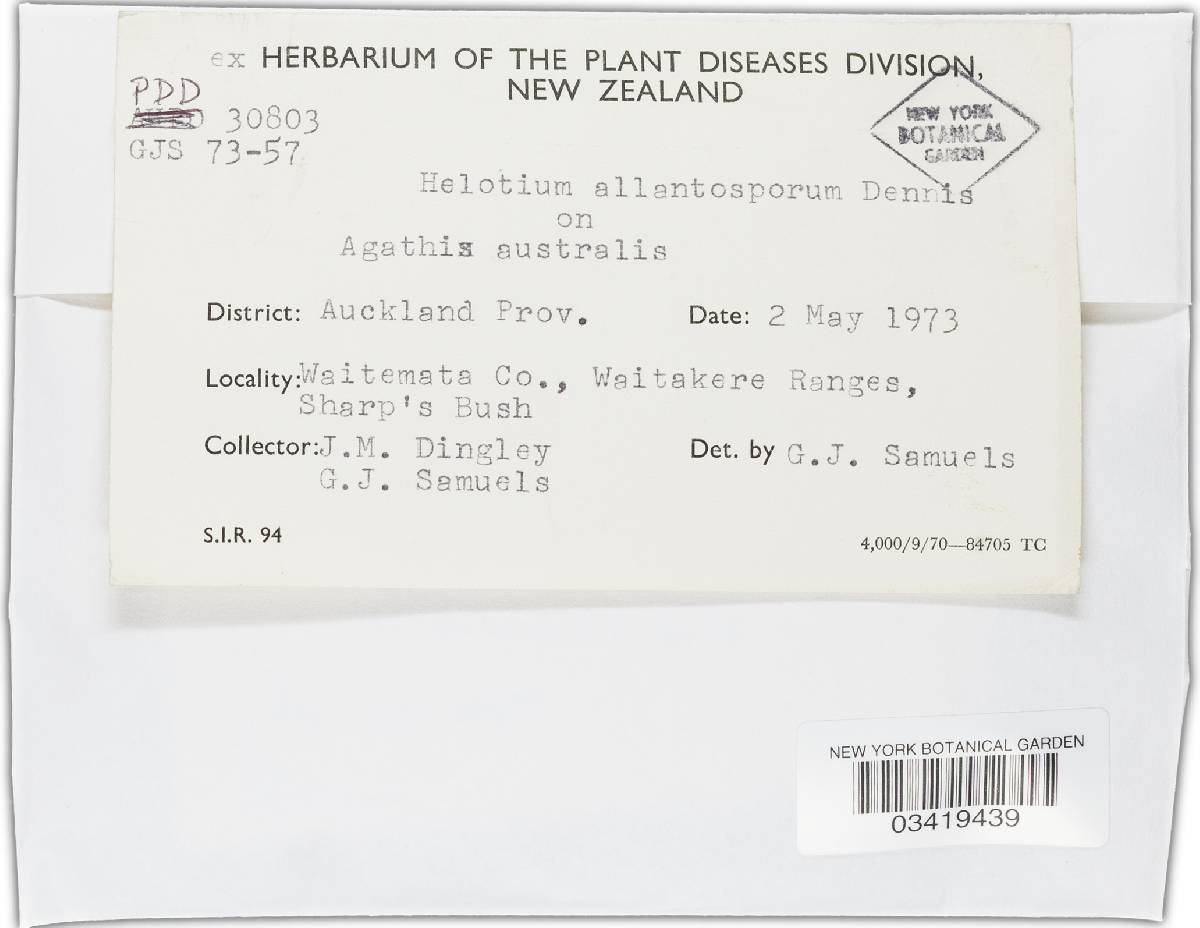 ex HERBARIUM OF THE PLANT DISEASES DIVISION,
NEW ZEALAND
PDD
30803
GJS 73-57
NEW YORK
BOTANICAL
GARDEN
Helotium allantosporum Dennis
on
Agathis australis
District: Auckland Prov.
Date: 2 May 1973
Locality: Waitemata Co., Waitakere Ranges,
Sharp's Bush
Collector: J.M. Dingley
G.J. Samuels
Det. by G.J. Samuels
S.I.R. 94
4,000/9/70—84705 TC
NEW YORK BOTANICAL GARDEN
03419439